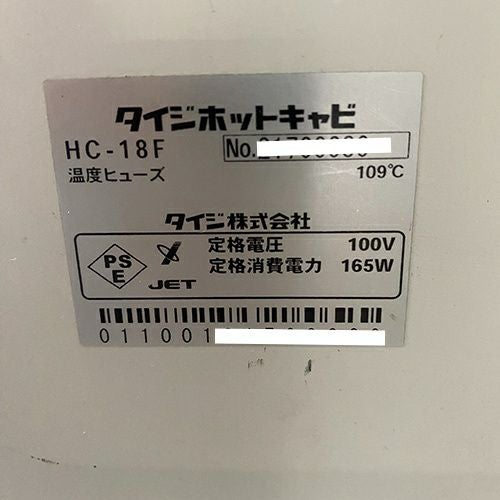 タイジホットキャビ
HC-18F No.
温度ヒューズ 109℃
タイジ株式会社
PS
E
JET
定格電圧 100V
定格消費電力 165W
011001